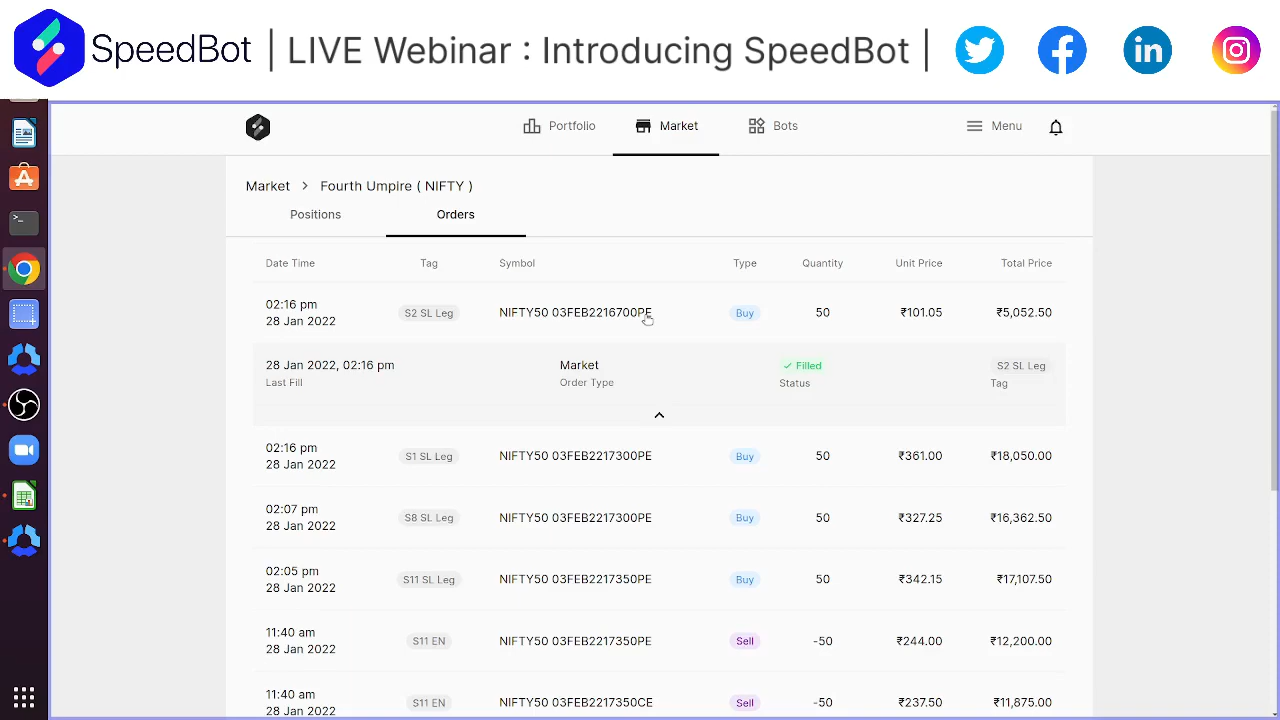 SpeedBot | LIVE Webinar : Introducing SpeedBot |
Portfolio Market Bots Menu
Market > Fourth Umpire ( NIFTY )
Positions Orders
Date Time Tag Symbol Type Quantity Unit Price Total Price
02:16 pm
28 Jan 2022 S2 SL Leg NIFTY50 03FEB2216700PE Buy 50 ₹101.05 ₹5,052.50
28 Jan 2022, 02:16 pm Market Filled S2 SL Leg
Last Fill Order Type Status Tag
02:16 pm
28 Jan 2022 S1 SL Leg NIFTY50 03FEB2217300PE Buy 50 ₹361.00 ₹18,050.00
02:07 pm
28 Jan 2022 S8 SL Leg NIFTY50 03FEB2217300PE Buy 50 ₹327.25 ₹16,362.50
02:05 pm
28 Jan 2022 S11 SL Leg NIFTY50 03FEB2217350PE Buy 50 ₹342.15 ₹17,107.50
11:40 am
28 Jan 2022 S11 EN NIFTY50 03FEB2217350PE Sell -50 ₹244.00 ₹12,200.00
11:40 am
28 Jan 2022 S11 EN NIFTY50 03FEB2217350CE Sell -50 ₹237.50 ₹11,875.00